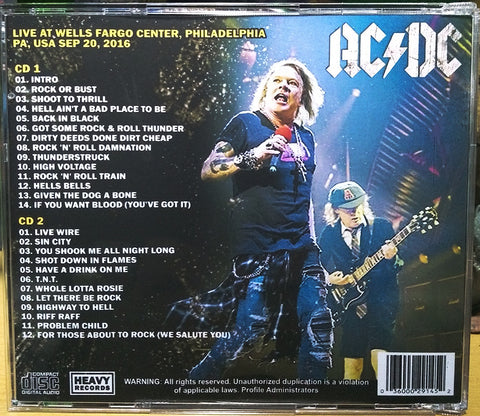 LIVE AT,WELLS FARGO CENTER, PHILADELPHIA
PA, USA SEP 20, 2016
AC DC
CD 1
01. INTRO
02. ROCK OR BUST
03. SHOOT TO THRILL
04. HELL AIN'T A BAD PLACE TO BE
05. BACK IN BLACK
06. GOT SOME ROCK & ROLL THUNDER
07. DIRTY DEEDS DONE DIRT CHEAP
08. ROCK 'N' ROLL DAMNATION
09. THUNDERSTRUCK
10. HIGH VOLTAGE
11. ROCK 'N' ROLL TRAIN
12. HELLS BELLS
13. GIVEN THE DOG A BONE
14. IF YOU WANT BLOOD (YOU'VE GOT IT)
CD 2
01. LIVE WIRE
02. SIN CITY
03. YOU SHOOK ME ALL NIGHT LONG
04. SHOT DOWN IN FLAMES
05. HAVE A DRINK ON ME
06. T.N.T.
07. WHOLE LOTTA ROSIE
08. LET THERE BE ROCK
09. HIGHWAY TO HELL
10. RIFF RAFF
11. PROBLEM CHILD
12. FOR THOSE ABOUT TO ROCK (WE SALUTE YOU)
COMPACT
disc
DIGITAL AUDIO
HEAVY
RECORDS
WARNING: All rights reserved. Unauthorized duplication is a violation
of applicable laws. Profile Administrators
0 36000 29145 2